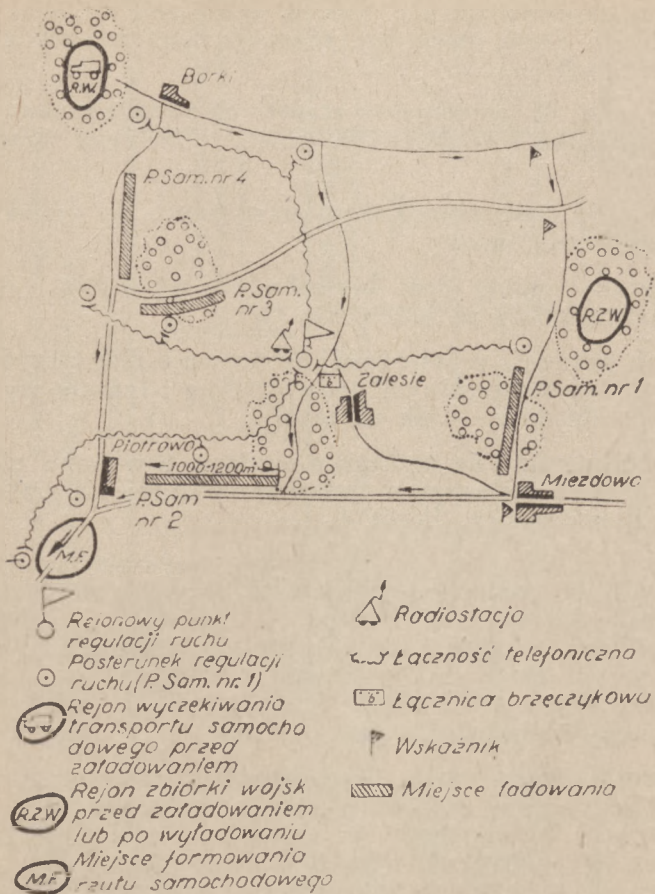 R.W.
Borki
P.Sam.nr 4
P.Sam.
nr 3
R.Z.W.
Zalesie
P.Sam.nr 1
Piotrowo
1000-1200m
P.Sam
nr 2
Miezdowo
M.F.
Rejonowy punkt
regulacji ruchu
Posterunek regulacji
ruchu (P.Sam.nr.1)
Rejon wyczekiwania
transportu samocho
dowego przed
załadowaniem
R.Z.W
Rejon zbiórki wojsk
przed załadowaniem
lub po wyładowaniu
M.F.
Miejsce formowania
rzutu samochodowego
Radiostacja
Łączność telefoniczna
Łącznica brzęczykowa
Wskaźnik
Miejsce ładowania